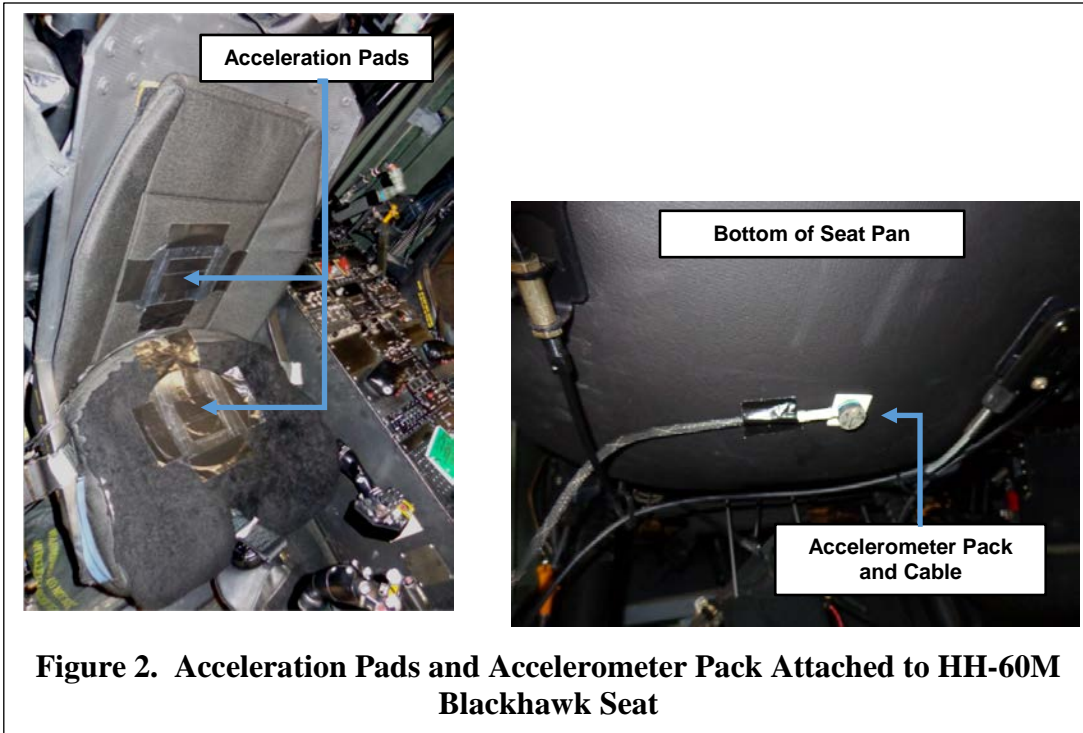 Acceleration Pads
Bottom of Seat Pan
Accelerometer Pack
and Cable
Figure 2. Acceleration Pads and Accelerometer Pack Attached to HH-60M
Blackhawk Seat